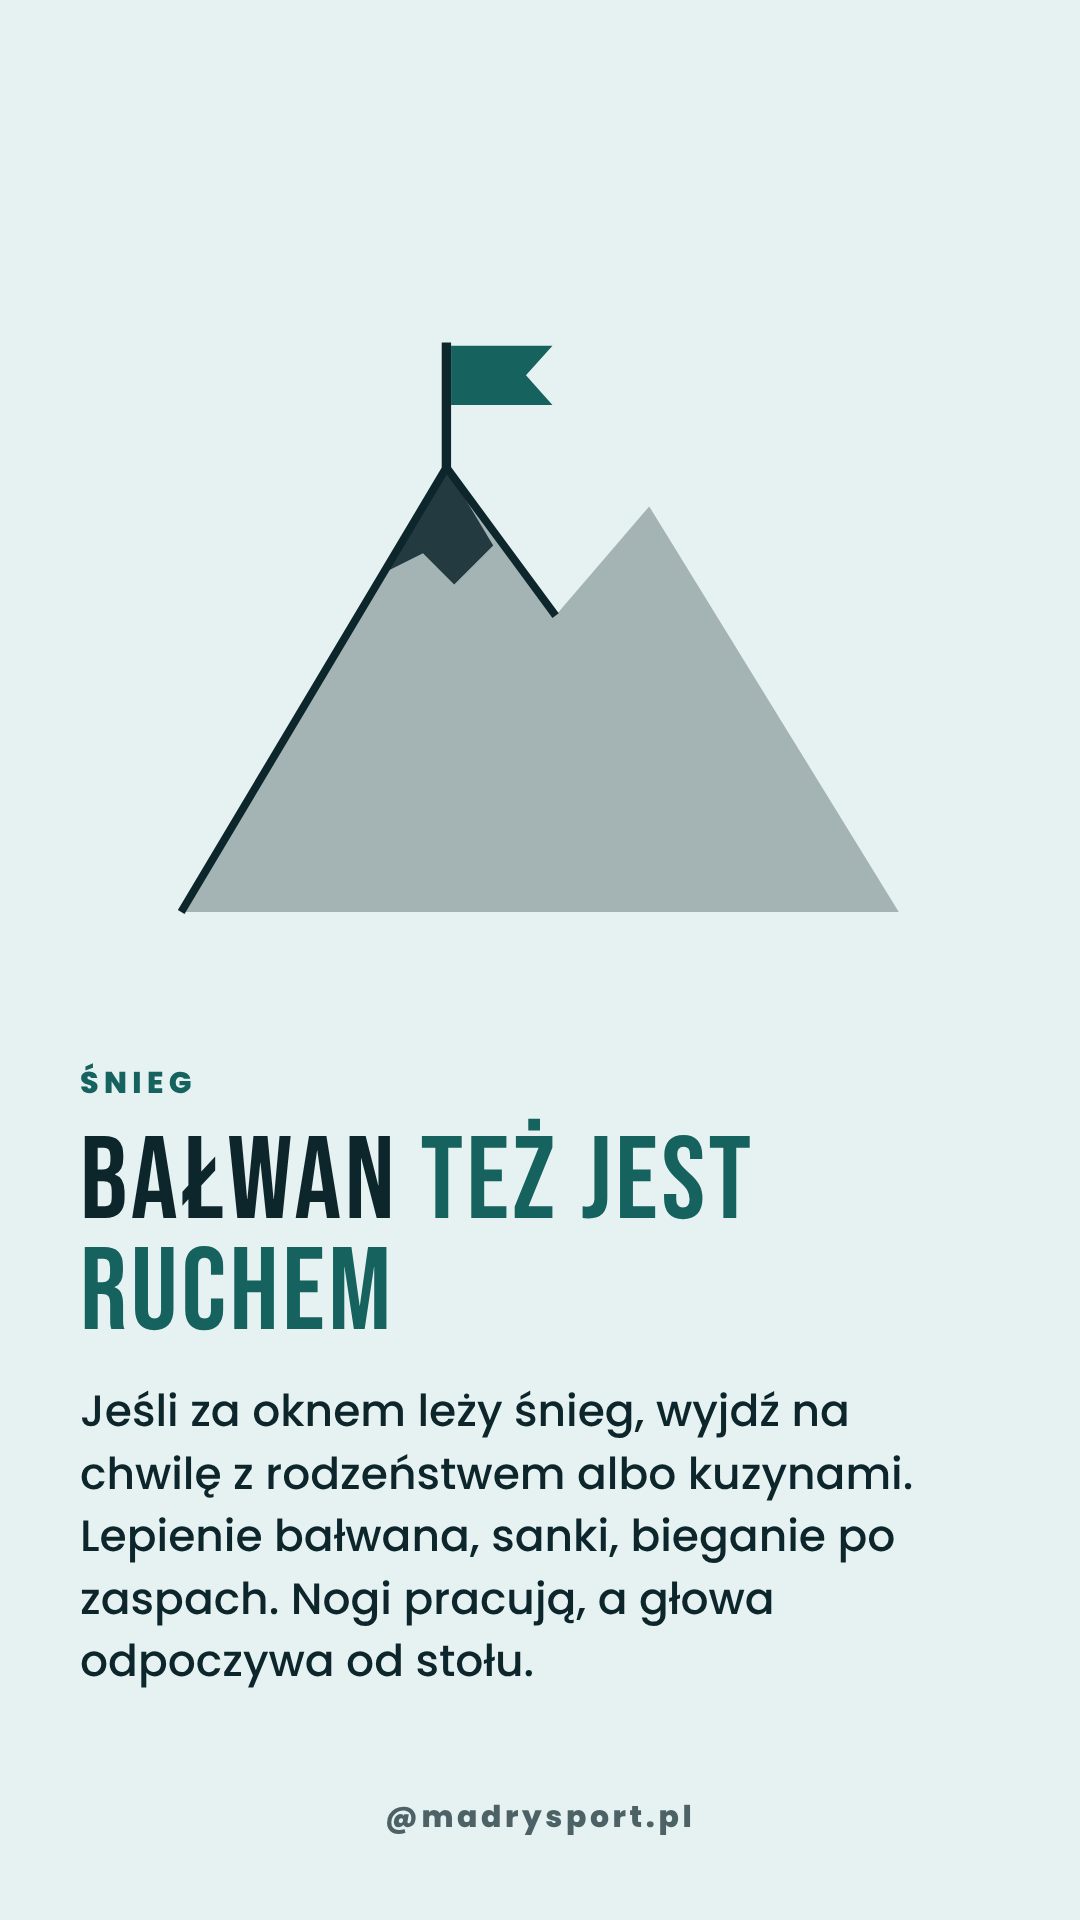 ŚNIEG
BAŁWAN TEŻ JEST
RUCHEM
Jeśli za oknem leży śnieg, wyjdź na
chwilę z rodzeństwem albo kuzynami.
Lepienie bałwana, sanki, bieganie po
zaspach. Nogi pracują, a głowa
odpoczywa od stołu.
@madrysport.pl